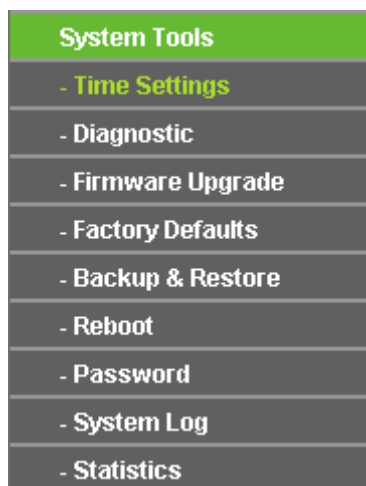 System Tools
- Time Settings
- Diagnostic
- Firmware Upgrade
- Factory Defaults
- Backup & Restore
- Reboot
- Password
- System Log
- Statistics